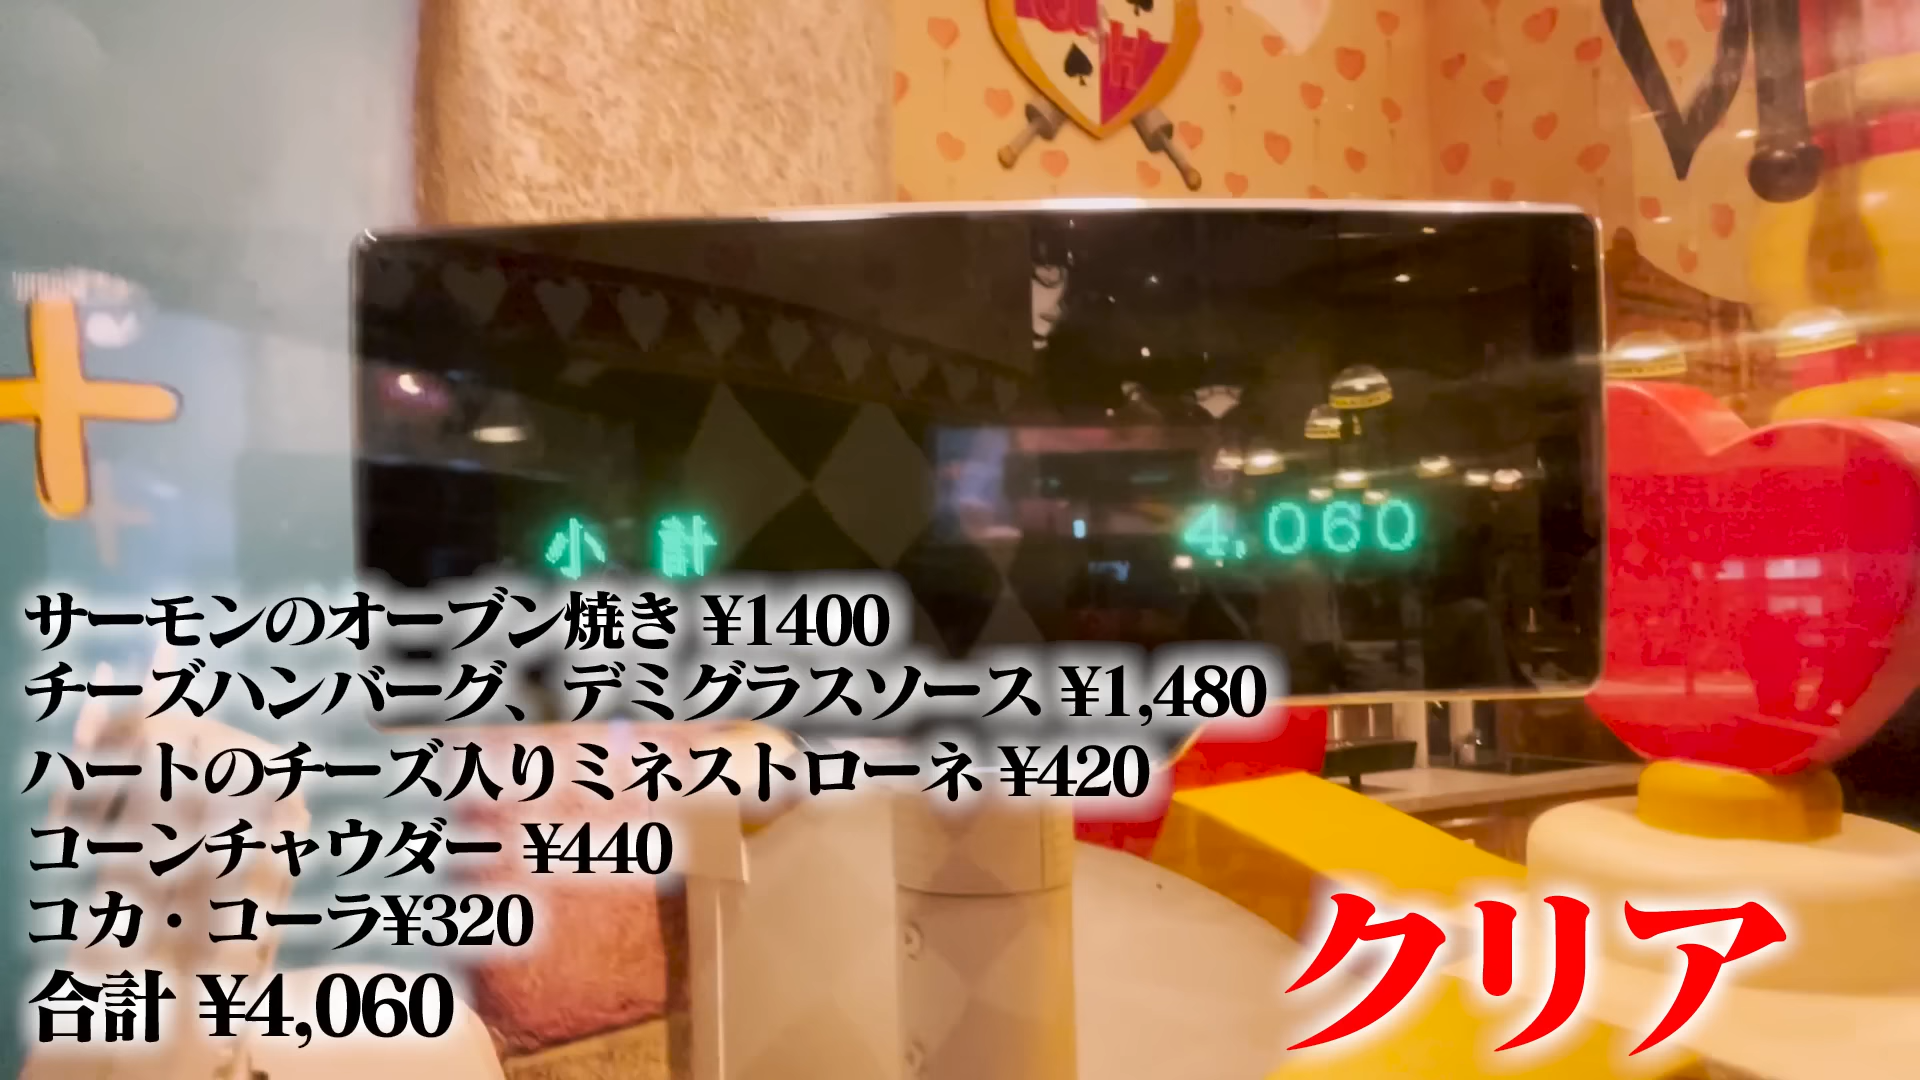 小計 4,060
サーモンのオーブン焼き ¥1400
チーズハンバーグ、デミグラスソース ¥1,480
ハートのチーズ入りミネストローネ ¥420
コーンチャウダー ¥440
コカ・コーラ¥320
合計 ¥4,060
クリア